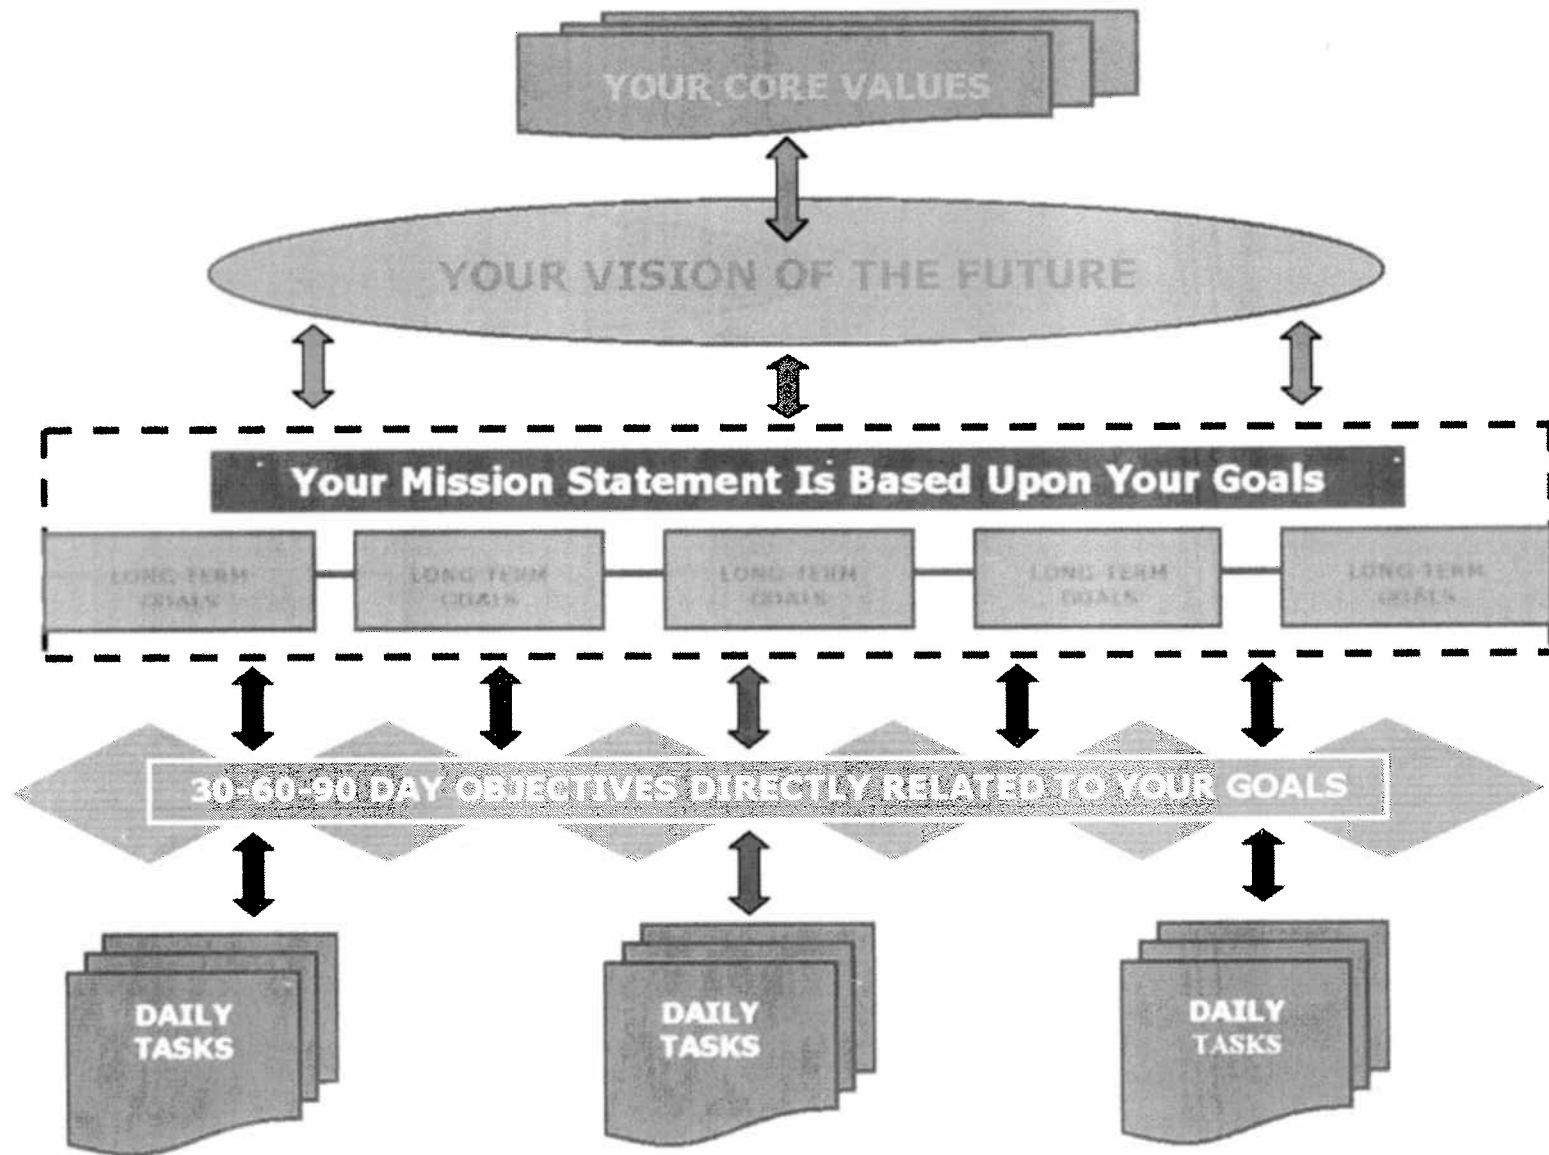 YOUR CORE VALUES
YOUR VISION OF THE FUTURE
Your Mission Statement Is Based Upon Your Goals
LONG TERM
GOALS
LONG TERM
GOALS
LONG TERM
GOALS
LONG TERM
GOALS
LONG TERM
GOALS
30-60-90 DAY OBJECTIVES DIRECTLY RELATED TO YOUR GOALS
DAILY
TASKS
DAILY
TASKS
DAILY
TASKS